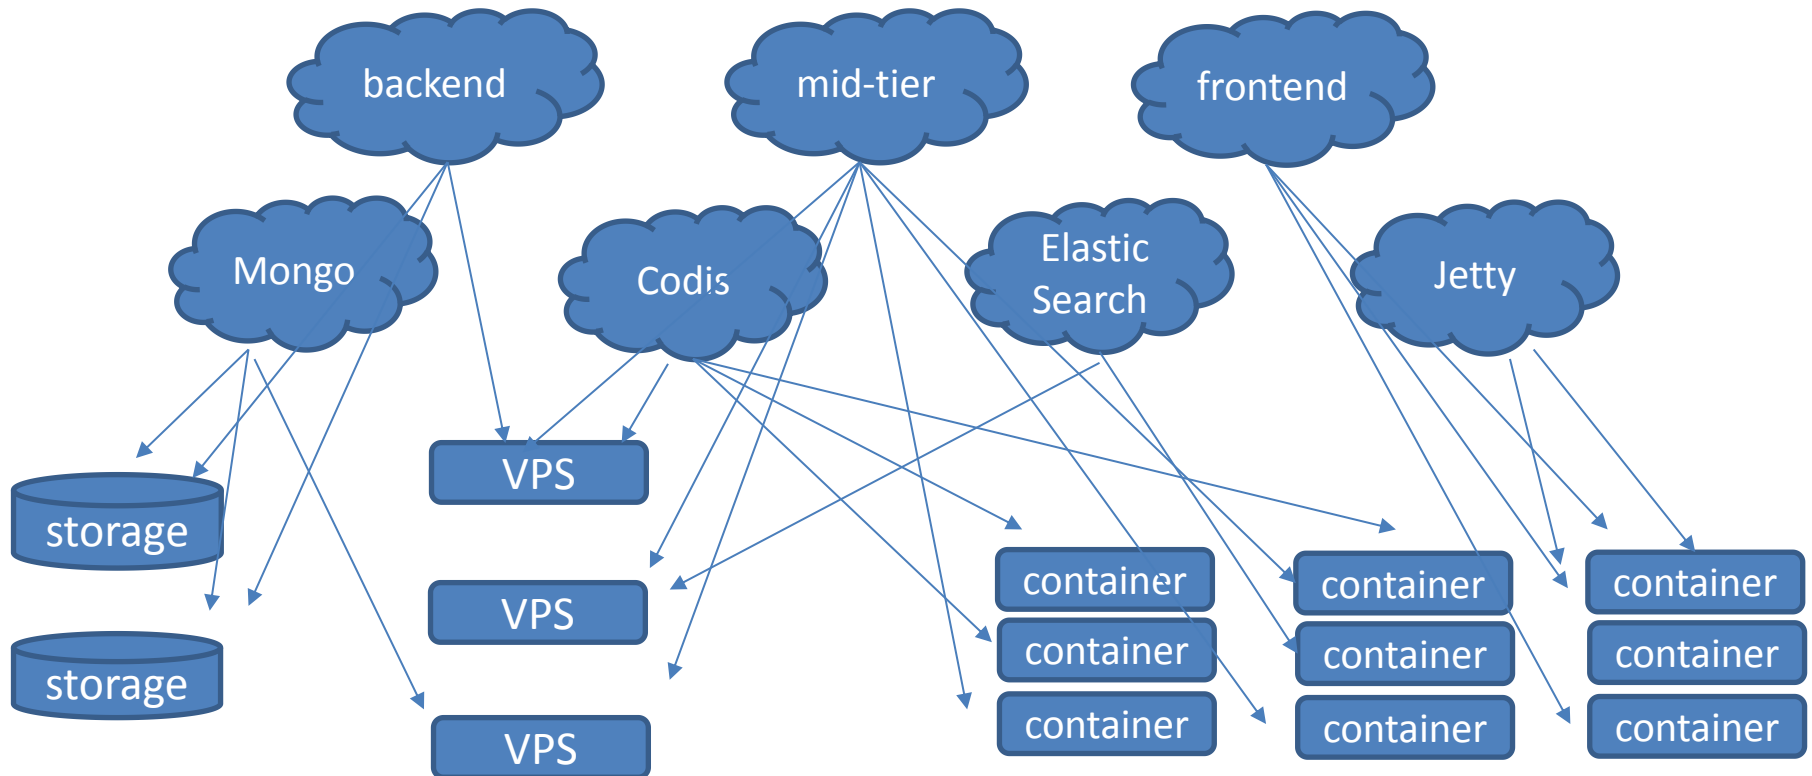 backend
mid-tier
frontend
Mongo
Codis
Elastic
Search
Jetty
VPS
storage
container
container
container
VPS
container
container
container
storage
container
container
container
VPS